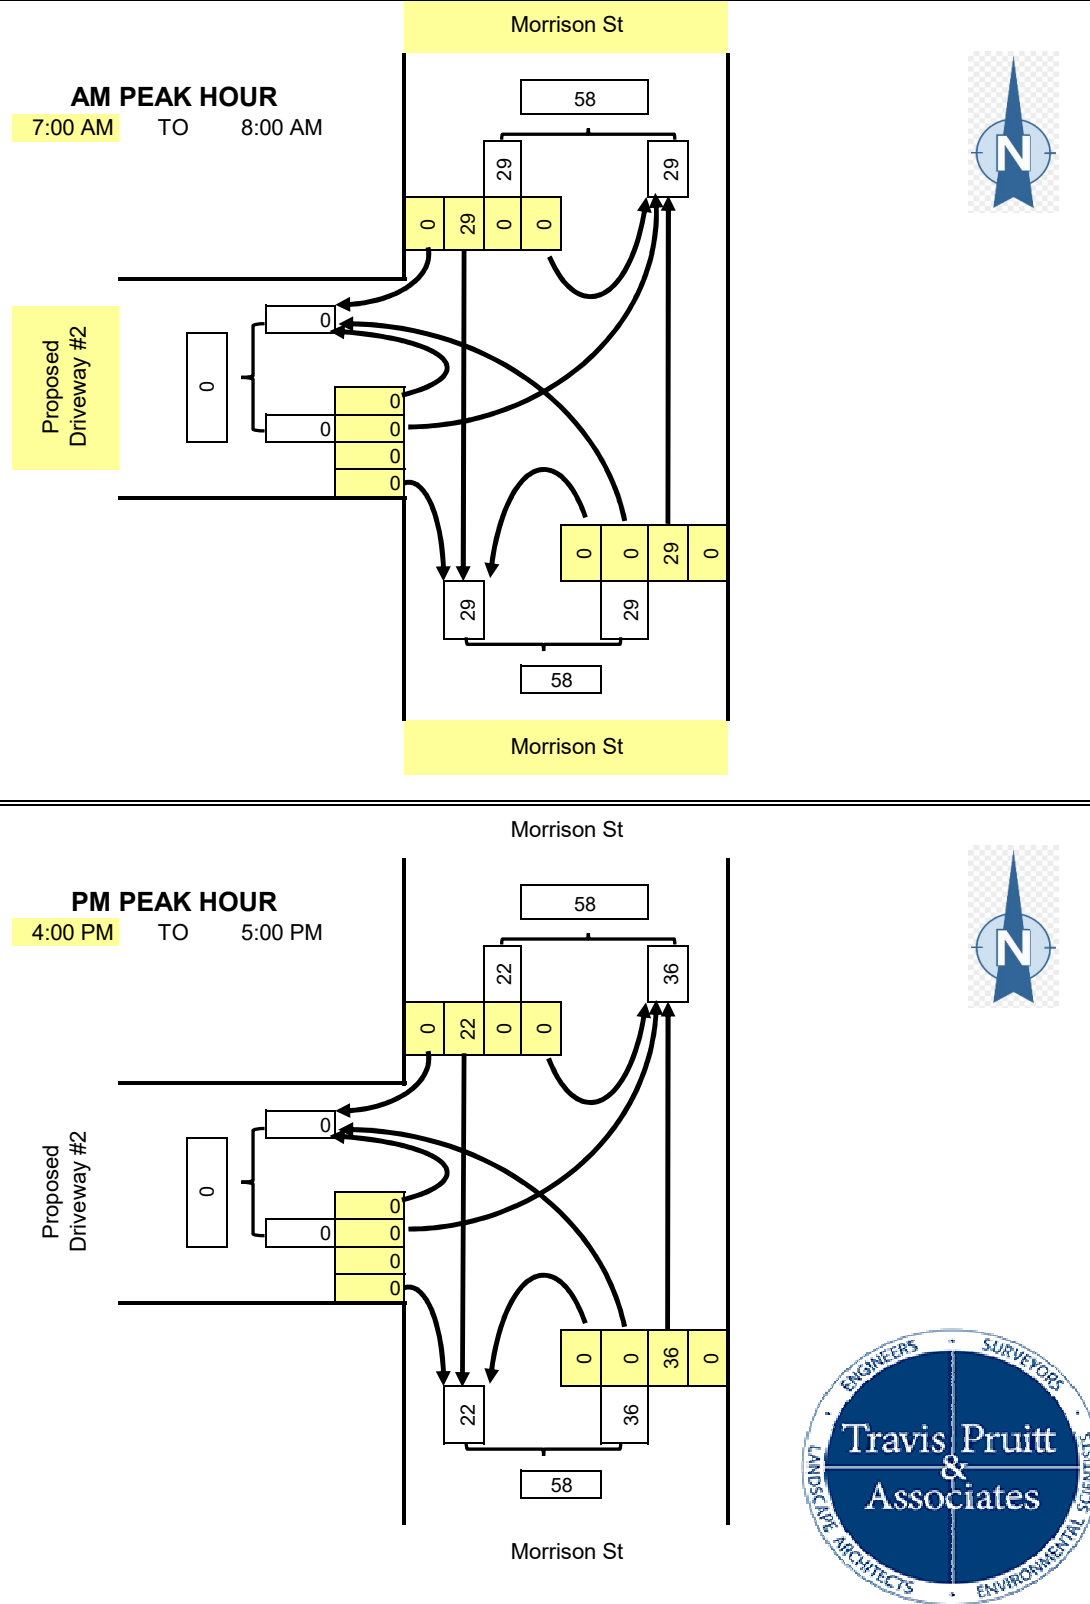 Morrison St
AM PEAK HOUR
7:00 AM TO 8:00 AM
58
N
29 29
0 29 0 0
0
Proposed
Driveway #2
0
0
0 0
0
0
0 0 29 0
29 29
58
Morrison St
Morrison St
PM PEAK HOUR
4:00 PM TO 5:00 PM
58
N
22 36
0 22 0 0
0
Proposed
Driveway #2
0
0
0 0
0
0
0 0 36 0
22 36
58
Morrison St
ENGINEERS · SURVEYORS · ENVIRONMENTAL SCIENTISTS · LANDSCAPE ARCHITECTS ·
Travis Pruitt
&
Associates